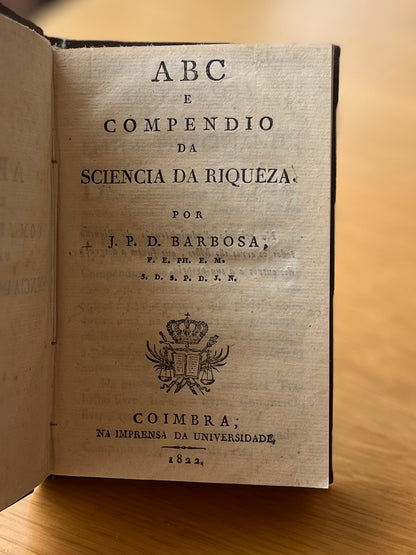 ABC
E
COMPENDIO
DA
SCIENCIA DA RIQUEZA.
POR
J. P. D. BARBOSA,
F. E. PH. E. M.
S. D. S. P. D. J. N.
COIMBRA;
NA IMPRENSA DA UNIVERSIDADE,
1822.